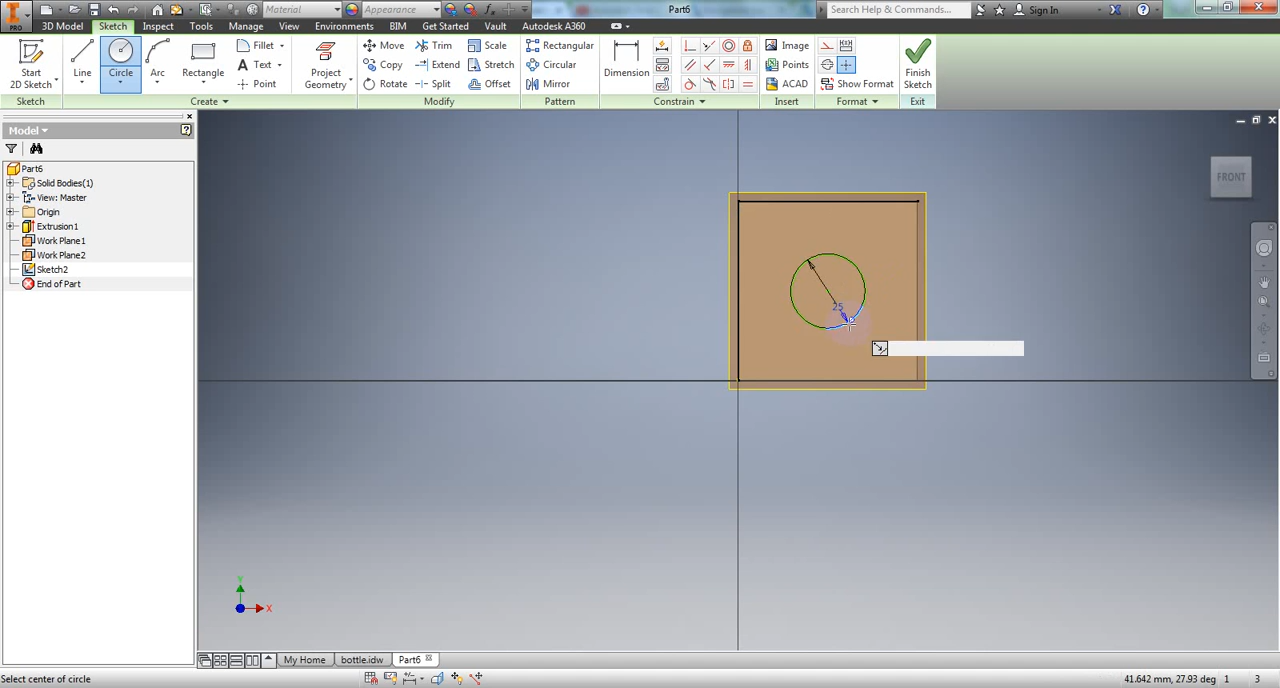 Material
Appearance
Part6
Search Help & Commands...
Sign In
PRO
3D Model
Sketch
Inspect
Tools
Manage
View
Environments
BIM
Get Started
Vault
Autodesk A360
Start
2D Sketch
Line
Circle
Arc
Rectangle
Fillet
Text
Point
Project
Geometry
Move
Copy
Rotate
Trim
Extend
Split
Scale
Stretch
Offset
Rectangular
Circular
Mirror
Dimension
Image
Points
ACAD
Show Format
Finish
Sketch
Sketch
Create
Modify
Pattern
Constrain
Insert
Format
Exit
Model
Part6
Solid Bodies(1)
View: Master
Origin
Extrusion1
Work Plane1
Work Plane2
Sketch2
End of Part
FRONT
25
Y
X
My Home
bottle.idw
Part6
Select center of circle
41.642 mm, 27.93 deg
1
3